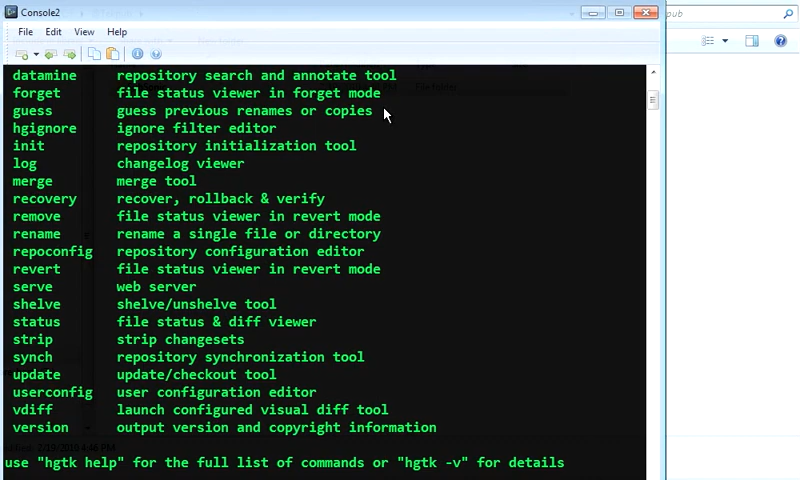 Console2
pub
File Edit View Help
datamine repository search and annotate tool
forget file status viewer in forget mode
guess guess previous renames or copies
hgignore ignore filter editor
init repository initialization tool
log changelog viewer
merge merge tool
recovery recover, rollback & verify
remove file status viewer in revert mode
rename rename a single file or directory
repoconfig repository configuration editor
revert file status viewer in revert mode
serve web server
shelve shelve/unshelve tool
status file status & diff viewer
strip strip changesets
synch repository synchronization tool
update update/checkout tool
userconfig user configuration editor
vdiff launch configured visual diff tool
version output version and copyright information
2/19/2010 4:46 PM
use "hgtk help" for the full list of commands or "hgtk -v" for details